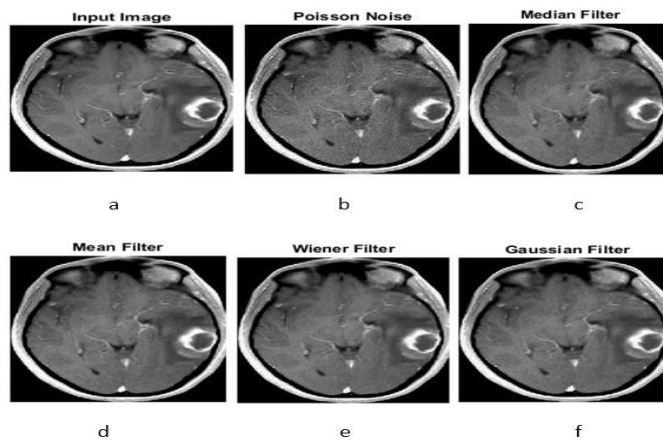 Input Image
Poisson Noise
Median Filter
a
b
c
Mean Filter
Wiener Filter
Gaussian Filter
d
e
f